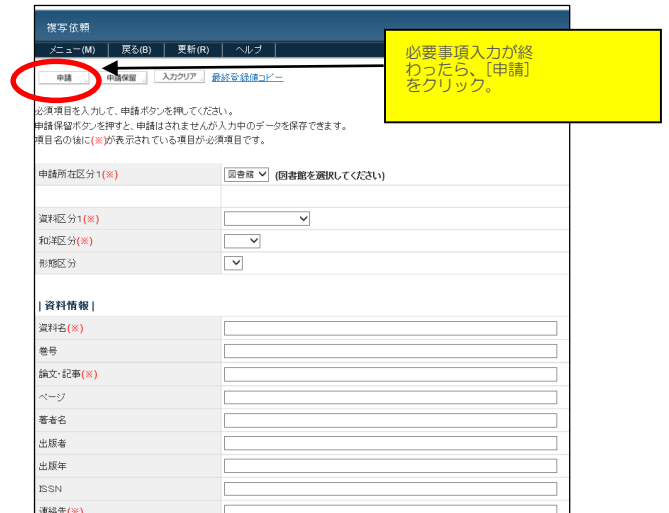 複写依頼
メニュー(M) 戻る(B) 更新(R) ヘルプ
申請 申請保留 入力クリア 最終登録値コピー
必要事項入力が終
わったら、[申請]
をクリック。
必須項目を入力して、申請ボタンを押してください。
申請保留ボタンを押すと、申請はされませんが入力中のデータを保存できます。
項目名の後に(※)が表示されている項目が必須項目です。
申請所在区分1(※) 図書館 (図書館を選択してください)
資料区分1(※)
和洋区分(※)
形態区分
|資料情報|
資料名(※)
巻号
論文・記事(※)
ページ
著者名
出版者
出版年
ISSN
連絡先(※)